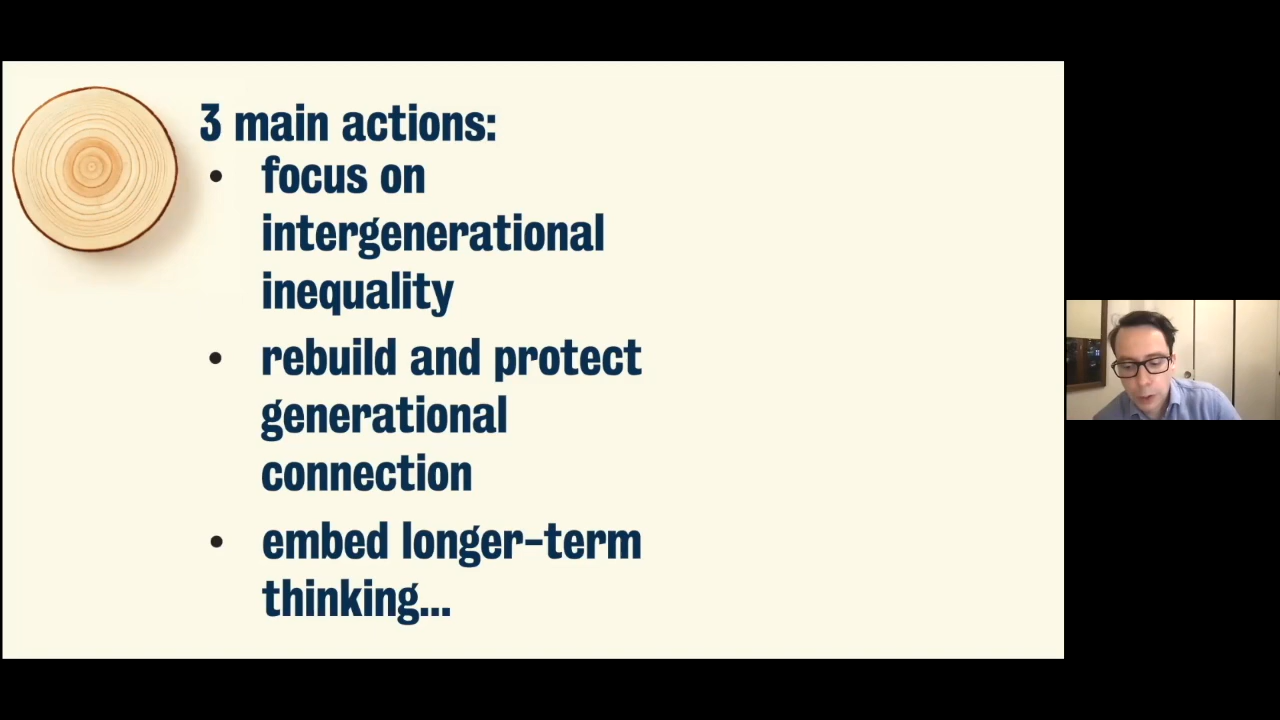 3 main actions:
• focus on
intergenerational
inequality
• rebuild and protect
generational
connection
• embed longer-term
thinking...